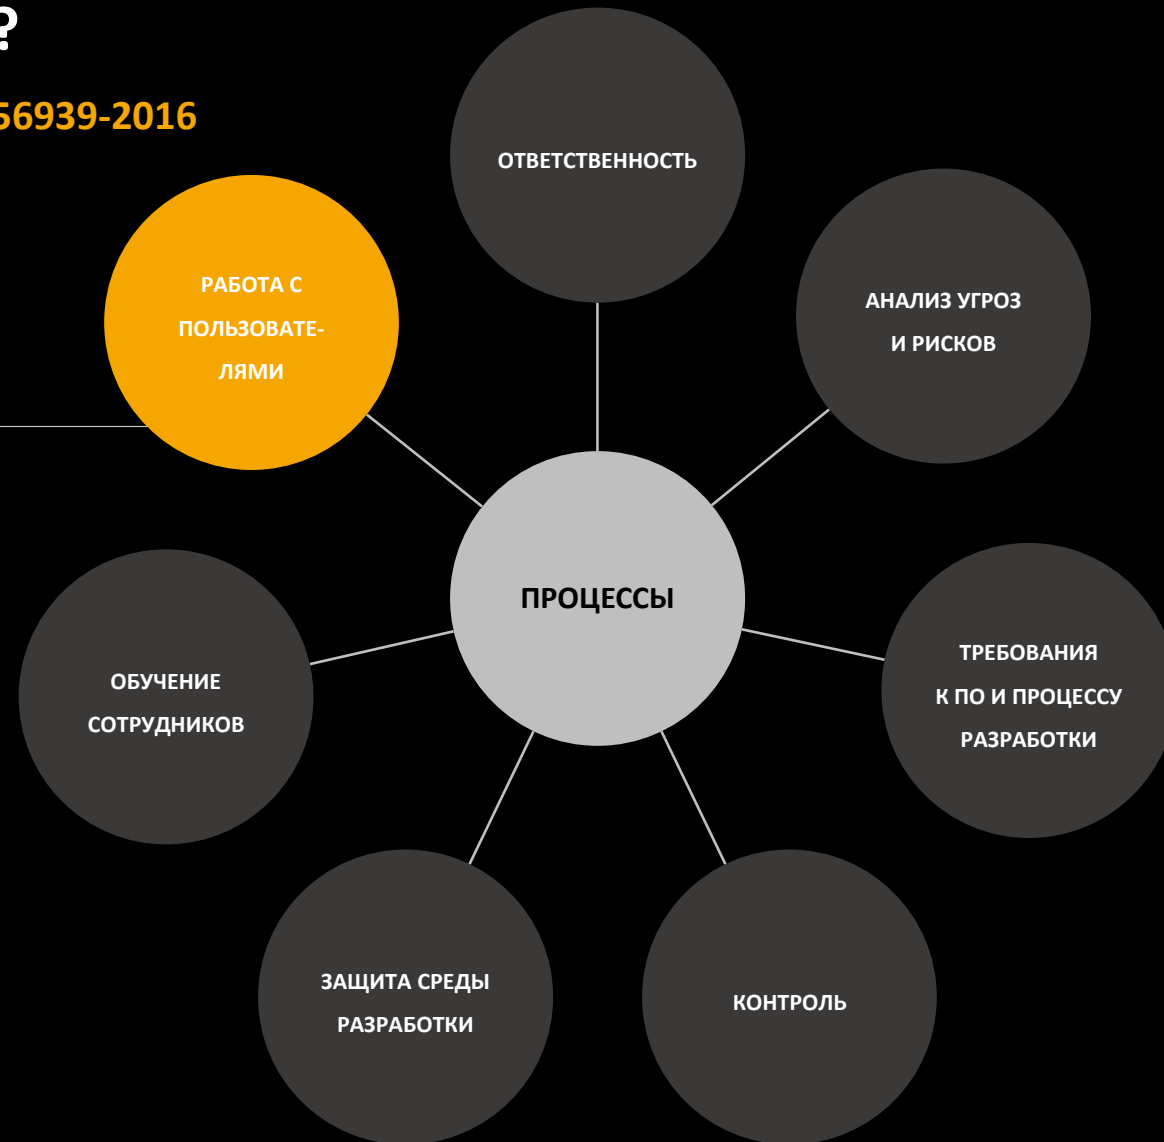 ?
56939-2016
ОТВЕТСТВЕННОСТЬ
РАБОТА С
ПОЛЬЗОВАТЕ-
ЛЯМИ
АНАЛИЗ УГРОЗ
И РИСКОВ
ПРОЦЕССЫ
ТРЕБОВАНИЯ
К ПО И ПРОЦЕССУ
РАЗРАБОТКИ
ОБУЧЕНИЕ
СОТРУДНИКОВ
ЗАЩИТА СРЕДЫ
РАЗРАБОТКИ
КОНТРОЛЬ